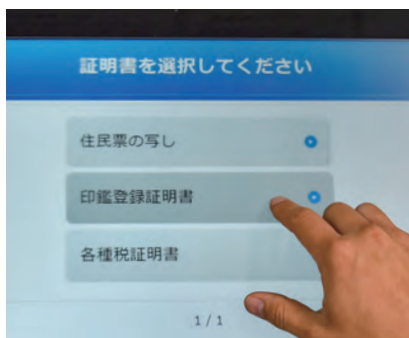 証明書を選択してください
住民票の写し
印鑑登録証明書
各種税証明書
1/1